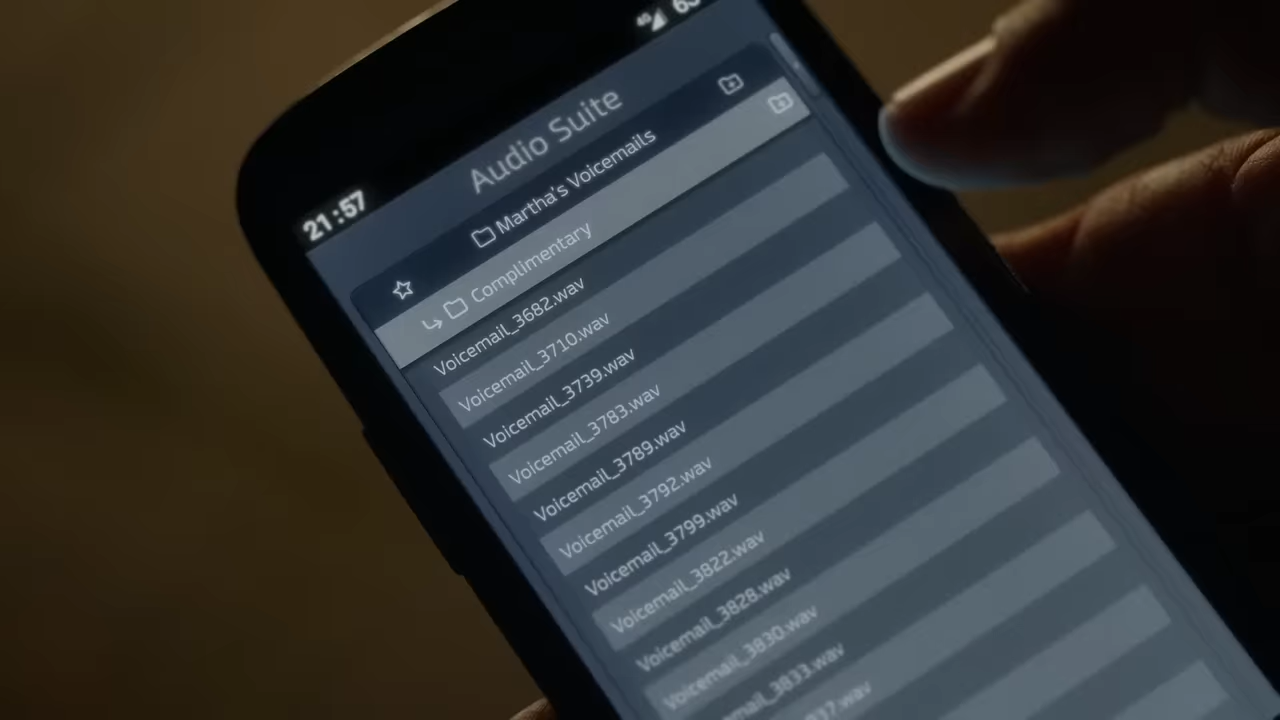 4G
21:57
Audio Suite
Martha's Voicemails
Complimentary
Voicemail_3682.wav
Voicemail_3710.wav
Voicemail_3739.wav
Voicemail_3783.wav
Voicemail_3789.wav
Voicemail_3792.wav
Voicemail_3799.wav
Voicemail_3822.wav
Voicemail_3828.wav
Voicemail_3830.wav
Voicemail_3833.wav